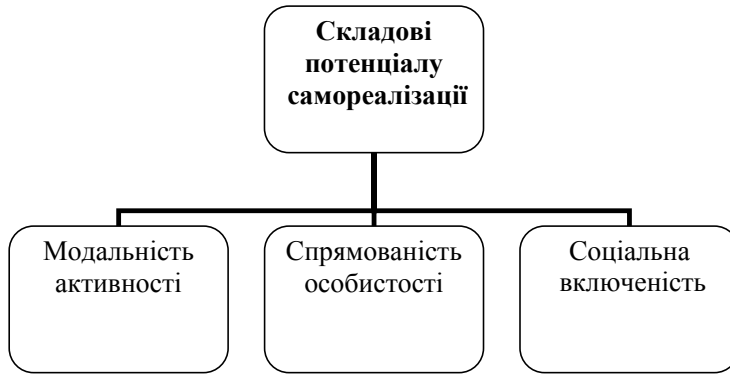 Складові
потенціалу
самореалізації
Модальність
активності
Спрямованість
особистості
Соціальна
включеність